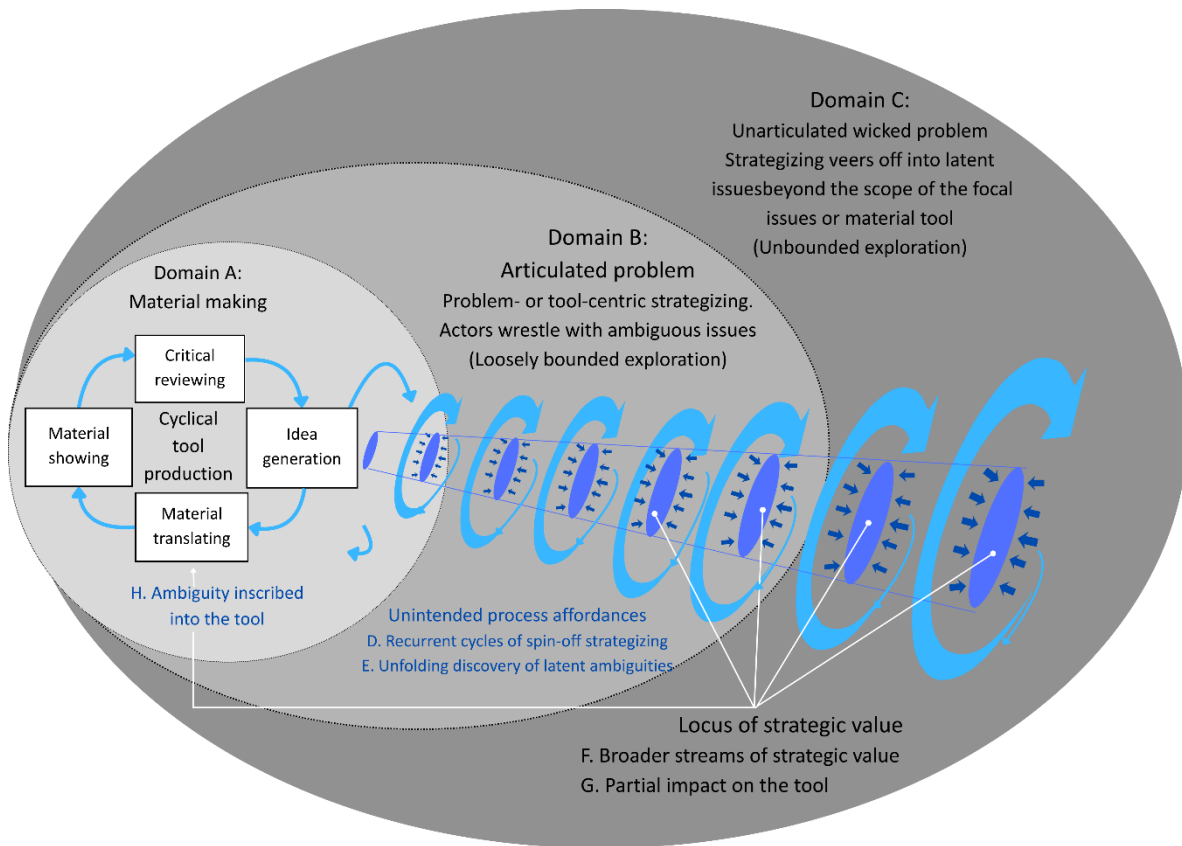 Domain C:
Unarticulated wicked problem
Strategizing veers off into latent
issuesbeyond the scope of the focal
issues or material tool
(Unbounded exploration)
Domain B:
Articulated problem
Problem- or tool-centric strategizing.
Actors wrestle with ambiguous issues
(Loosely bounded exploration)
Domain A:
Material making
Critical
reviewing
Material
showing
Cyclical
tool
production
Idea
generation
Material
translating
H. Ambiguity inscribed
into the tool
Unintended process affordances
D. Recurrent cycles of spin-off strategizing
E. Unfolding discovery of latent ambiguities
Locus of strategic value
F. Broader streams of strategic value
G. Partial impact on the tool